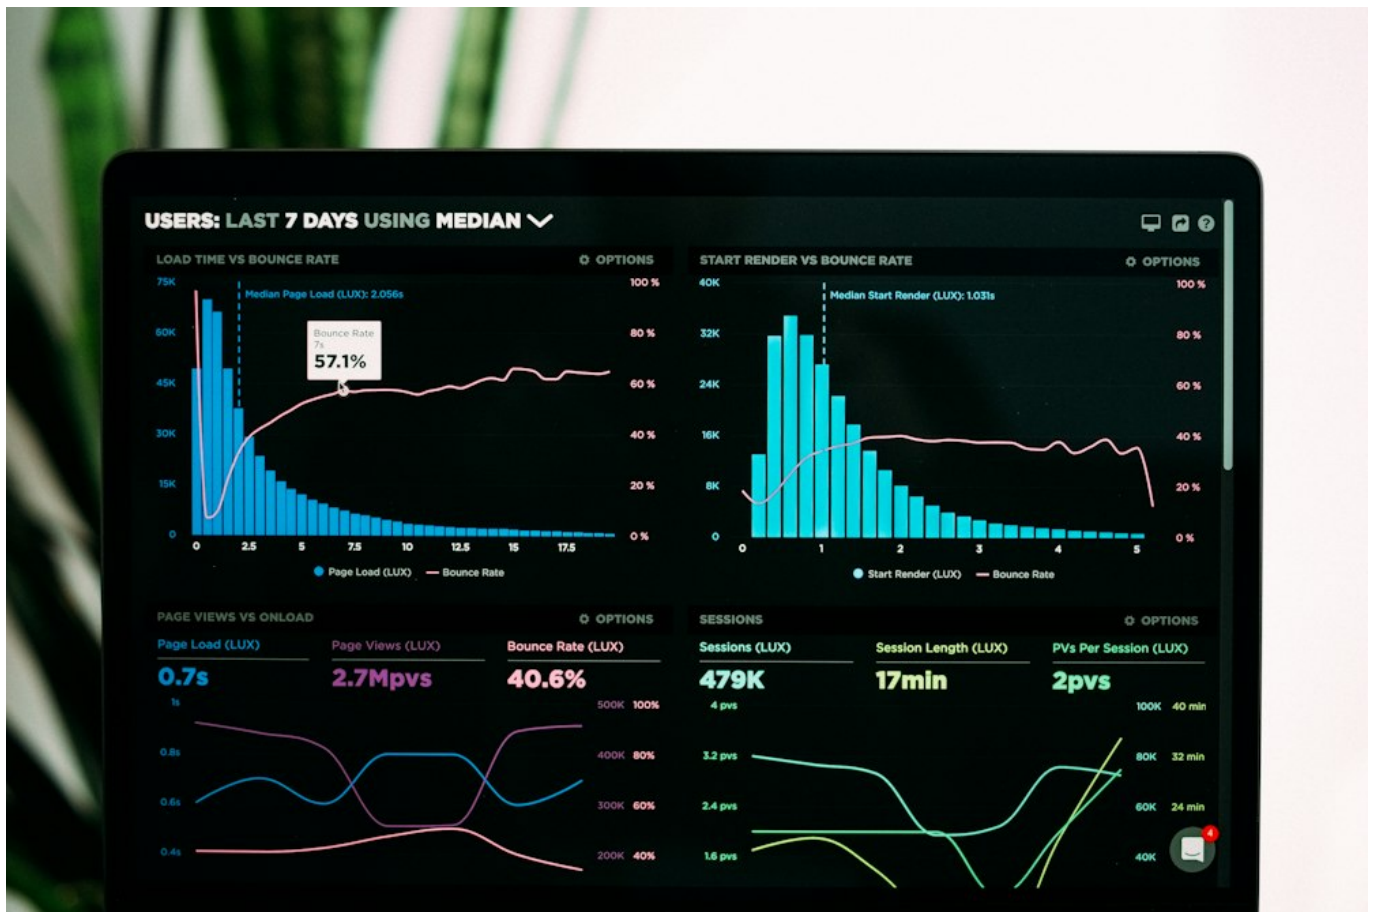 USERS: LAST 7 DAYS USING MEDIAN
LOAD TIME VS BOUNCE RATE
OPTIONS
75K
60K
45K
30K
15K
0
Median Page Load (LUX): 2.056s
Bounce Rate
7s
57.1%
100 %
80 %
60 %
40 %
20 %
0 %
0 2.5 5 7.5 10 12.5 15 17.5
Page Load (LUX) Bounce Rate
START RENDER VS BOUNCE RATE
OPTIONS
40K
32K
24K
16K
8K
0
Median Start Render (LUX): 1.031s
100 %
80 %
60 %
40 %
20 %
0 %
0 1 2 3 4 5
Start Render (LUX) Bounce Rate
PAGE VIEWS VS ONLOAD
OPTIONS
Page Load (LUX)
0.7s
Page Views (LUX)
2.7Mpvs
Bounce Rate (LUX)
40.6%
1s
0.8s
0.6s
0.4s
500K 100%
400K 80%
300K 60%
200K 40%
SESSIONS
OPTIONS
Sessions (LUX)
479K
Session Length (LUX)
17min
PVs Per Session (LUX)
2pvs
4 pvs
3.2 pvs
2.4 pvs
1.6 pvs
100K 40 min
80K 32 min
60K 24 min
40K
4